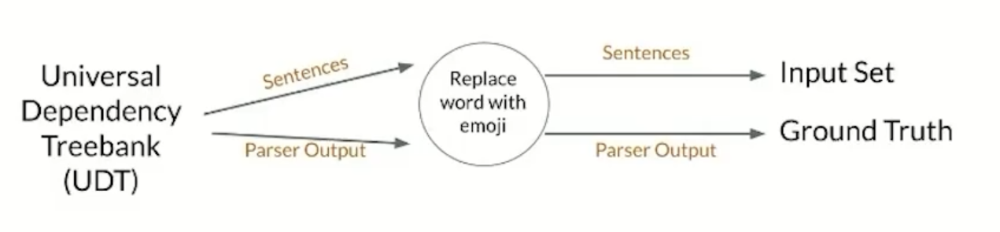 Universal
Dependency
Treebank
(UDT)
Sentences
Parser Output
Replace
word with
emoji
Sentences
Parser Output
Input Set
Ground Truth